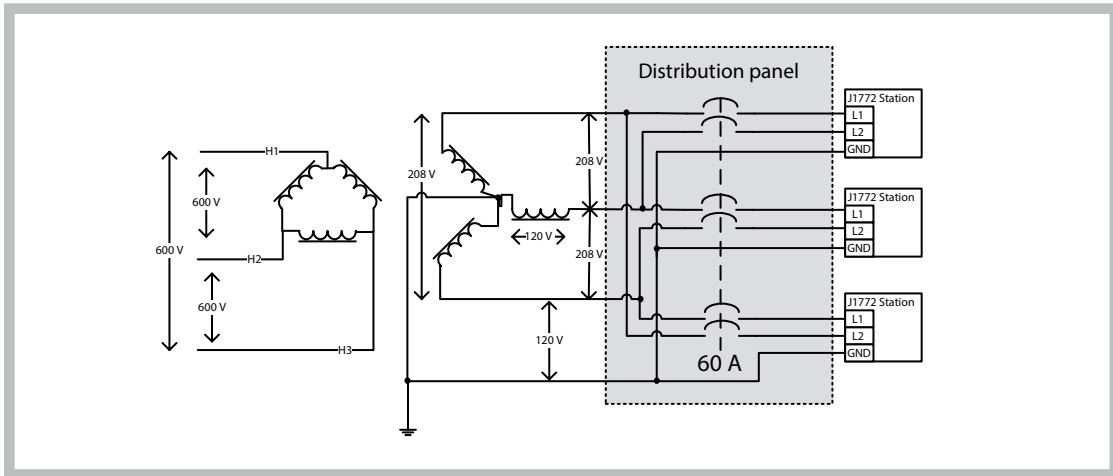 Distribution panel
J1772 Station
L1
L2
GND
H1
208 V
208 V
600 V
J1772 Station
L1
L2
GND
120 V
600 V
208 V
H2
600 V
J1772 Station
L1
L2
GND
120 V
H3
60 A